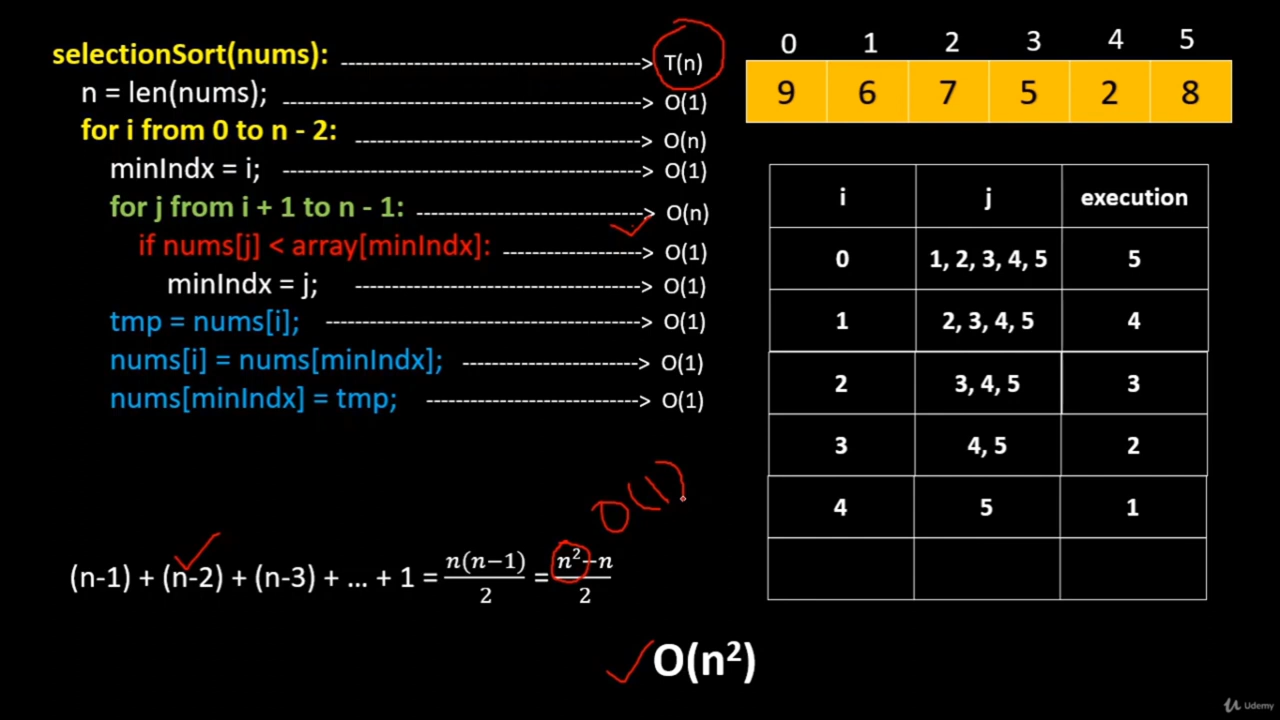 selectionSort(nums): ---> T(n)
n = len(nums); ---> O(1)
for i from 0 to n - 2: ---> O(n)
minIndx = i; ---> O(1)
for j from i + 1 to n - 1: ---> O(n)
if nums[j] < array[minIndx]: ---> O(1)
minIndx = j; ---> O(1)
tmp = nums[i]; ---> O(1)
nums[i] = nums[minIndx]; ---> O(1)
nums[minIndx] = tmp; ---> O(1)
O(1)
(n-1) + (n-2) + (n-3) + ... + 1 = n(n−1)/2 = n²−n/2
O(n²)
0 1 2 3 4 5
9 6 7 5 2 8
i j execution
0 1, 2, 3, 4, 5 5
1 2, 3, 4, 5 4
2 3, 4, 5 3
3 4, 5 2
4 5 1
Udemy